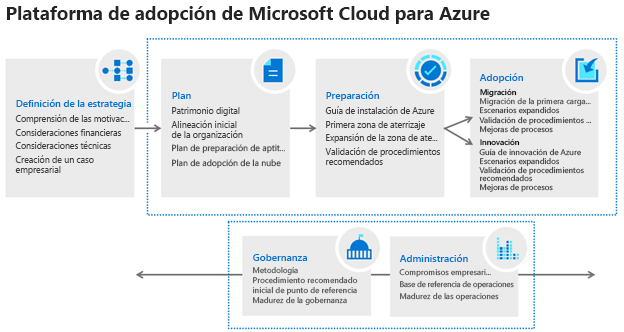 Plataforma de adopción de Microsoft Cloud para Azure
Definición de la estrategia
Comprensión de las motivac...
Consideraciones financieras
Consideraciones técnicas
Creación de un caso
empresarial
Plan
Patrimonio digital
Alineación inicial
de la organización
Plan de preparación de aptit...
Plan de adopción de la nube
Preparación
Guía de instalación de Azure
Primera zona de aterrizaje
Expansión de la zona de ate...
Validación de procedimientos
recomendados
Adopción
Migración
Migración de la primera carga...
Escenarios expandidos
Validación de procedimientos ...
Mejoras de procesos
Innovación
Guía de innovación de Azure
Escenarios expandidos
Validación de procedimientos
recomendados
Mejoras de procesos
Gobernanza
Metodología
Procedimiento recomendado
inicial de punto de referencia
Madurez de la gobernanza
Administración
Compromisos empresari...
Base de referencia de operaciones
Madurez de las operaciones